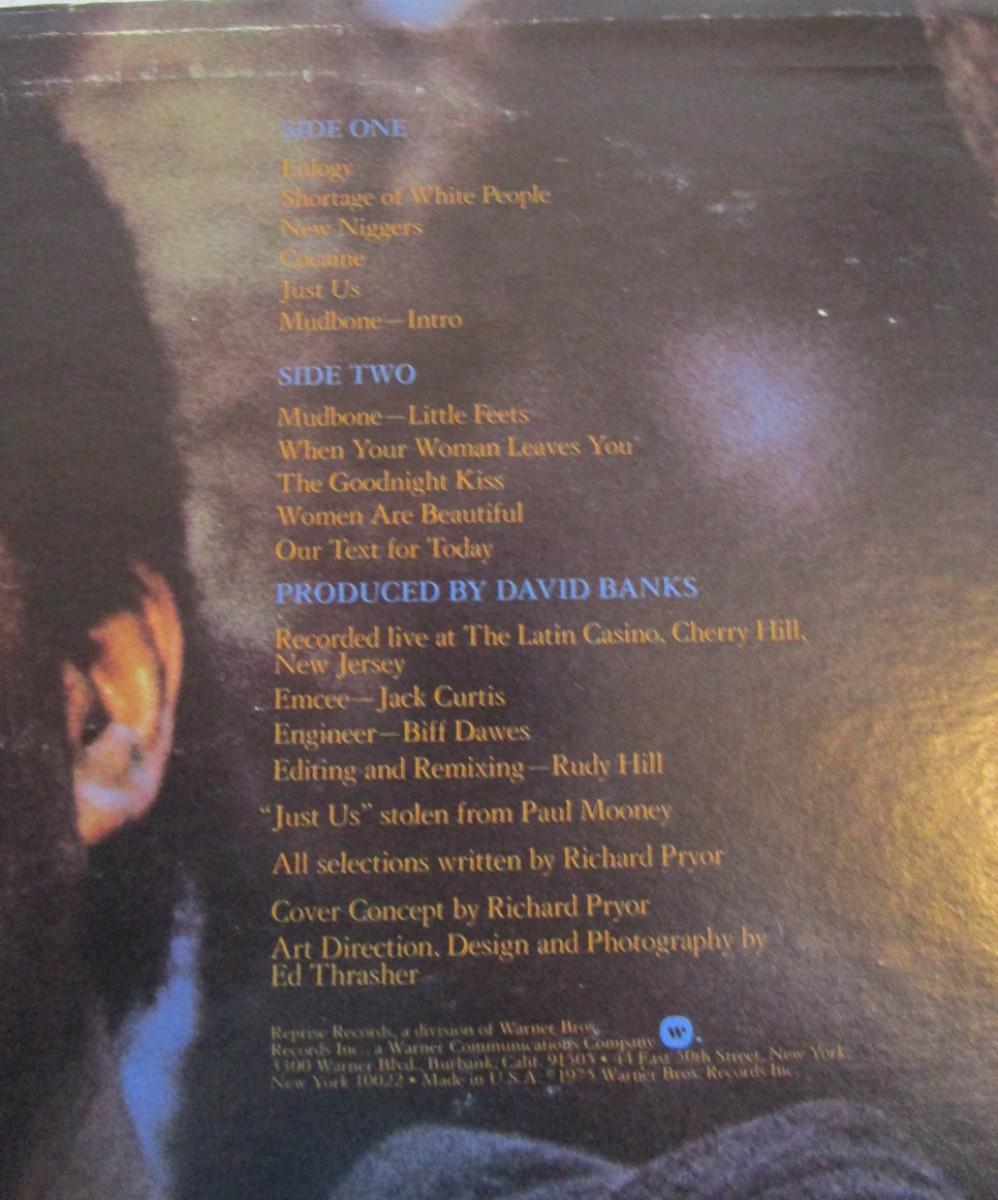 SIDE ONE
Eulogy
Shortage of White People
New Niggers
Cocaine
Just Us
Mudbone—Intro
SIDE TWO
Mudbone—Little Feets
When Your Woman Leaves You
The Goodnight Kiss
Women Are Beautiful
Our Text for Today
PRODUCED BY DAVID BANKS
Recorded live at The Latin Casino, Cherry Hill,
New Jersey
Emcee—Jack Curtis
Engineer—Biff Dawes
Editing and Remixing—Rudy Hill
“Just Us” stolen from Paul Mooney
All selections written by Richard Pryor
Cover Concept by Richard Pryor
Art Direction, Design and Photography by
Ed Thrasher
Reprise Records, a division of Warner Bros.
Records Inc., a Warner Communications Company W.
3300 Warner Blvd., Burbank, Calif. 91505 • 44 East 50th Street, New York
New York 10022 • Made in U.S.A. ©1975 Warner Bros. Records Inc.